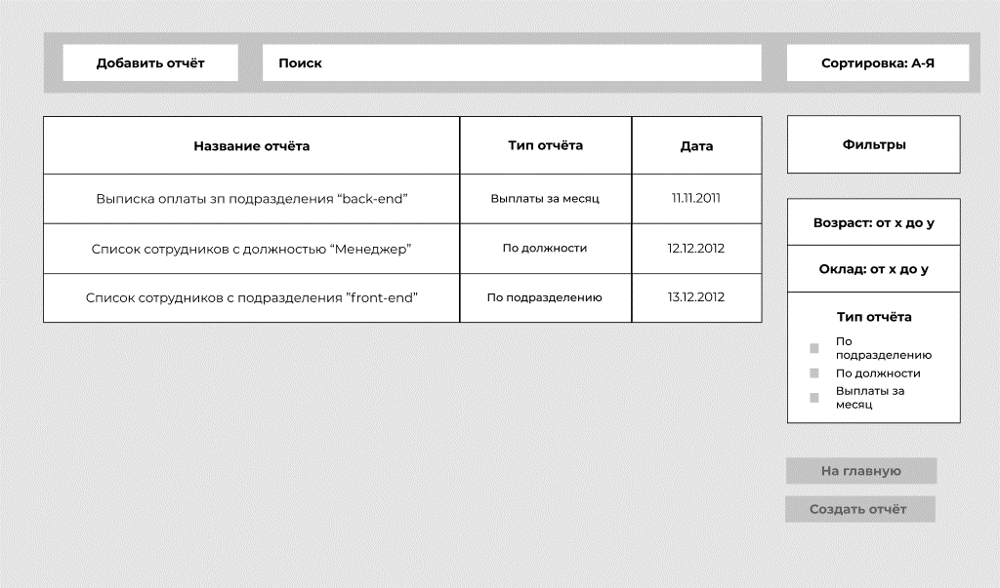 Добавить отчёт
Поиск
Сортировка: А-Я
Название отчёта
Тип отчёта
Дата
Выписка оплаты зп подразделения “back-end”
Выплаты за месяц
11.11.2011
Список сотрудников с должностью “Менеджер”
По должности
12.12.2012
Список сотрудников с подразделения ”front-end”
По подразделению
13.12.2012
Фильтры
Возраст: от х до у
Оклад: от х до у
Тип отчёта
По
подразделению
По должности
Выплаты за
месяц
На главную
Создать отчёт